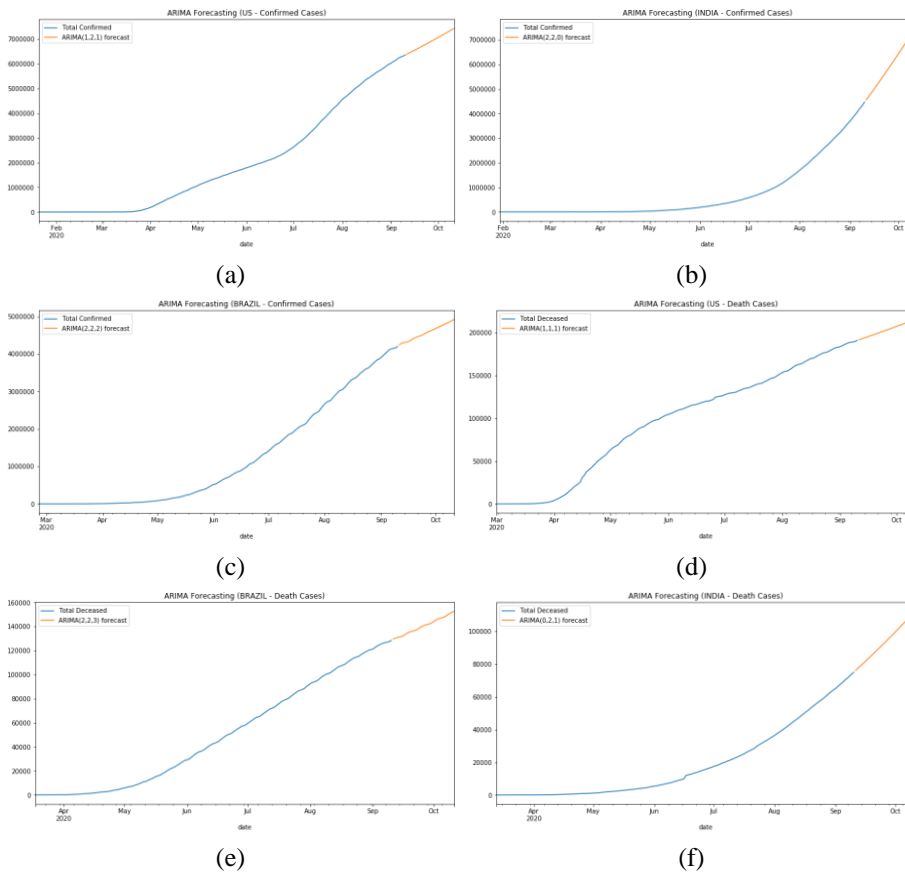 ARIMA Forecasting (US - Confirmed Cases)
Total Confirmed
ARIMA(1,2,1) forecast
7000000
6000000
5000000
4000000
3000000
2000000
1000000
0
Feb Mar Apr May Jun Jul Aug Sep Oct
2020
date
(a)
ARIMA Forecasting (INDIA - Confirmed Cases)
Total Confirmed
ARIMA(2,2,0) forecast
7000000
6000000
5000000
4000000
3000000
2000000
1000000
0
Feb Mar Apr May Jun Jul Aug Sep Oct
2020
date
(b)
ARIMA Forecasting (BRAZIL - Confirmed Cases)
Total Confirmed
ARIMA(2,2,2) forecast
5000000
4000000
3000000
2000000
1000000
0
Mar Apr May Jun Jul Aug Sep Oct
2020
date
(c)
ARIMA Forecasting (US - Death Cases)
Total Deceased
ARIMA(1,1,1) forecast
200000
150000
100000
50000
0
Mar Apr May Jun Jul Aug Sep Oct
2020
date
(d)
ARIMA Forecasting (BRAZIL - Death Cases)
Total Deceased
ARIMA(2,2,3) forecast
160000
140000
120000
100000
80000
60000
40000
20000
0
Apr May Jun Jul Aug Sep Oct
2020
date
(e)
ARIMA Forecasting (INDIA - Death Cases)
Total Deceased
ARIMA(0,2,1) forecast
100000
80000
60000
40000
20000
0
Apr May Jun Jul Aug Sep Oct
2020
date
(f)